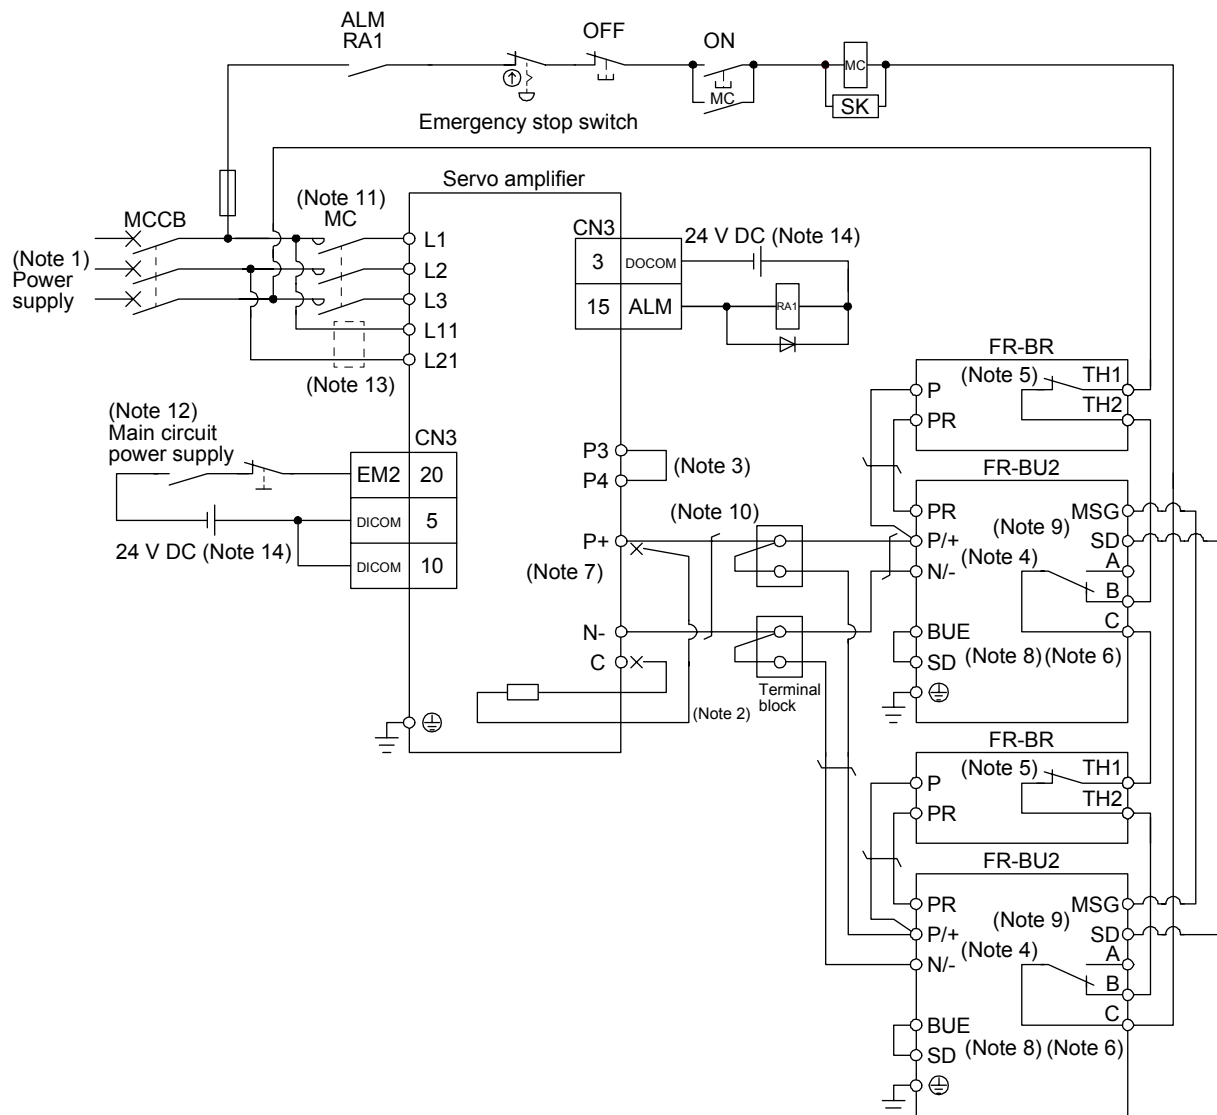 ALM
RA1
OFF
ON
MC
MC
SK
Emergency stop switch
Servo amplifier
(Note 11)
MC
MCCB
(Note 1)
Power
supply
L1
L2
L3
L11
L21
(Note 13)
CN3
24 V DC (Note 14)
3 DOCOM
15 ALM
RA1
(Note 12)
Main circuit
power supply
CN3
EM2 20
DICOM 5
DICOM 10
24 V DC (Note 14)
P3
P4
(Note 3)
P+
(Note 10)
(Note 7)
N-
C
(Note 2)
Terminal
block
FR-BR
(Note 5)
TH1
TH2
P
PR
FR-BU2
PR
MSG
(Note 9)
SD
P/+
(Note 4)
A
N/-
B
C
BUE
SD
(Note 8) (Note 6)
FR-BR
(Note 5)
TH1
TH2
P
PR
FR-BU2
PR
MSG
(Note 9)
SD
P/+
(Note 4)
A
N/-
B
C
BUE
SD
(Note 8) (Note 6)